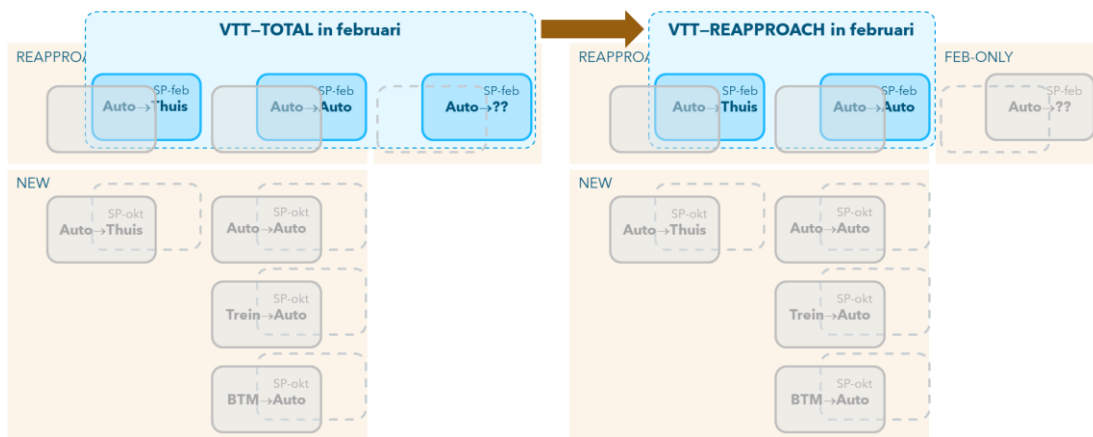 VTT–TOTAL in februari
REAPPROA
SP-feb
Auto→Thuis
SP-feb
Auto→Auto
SP-feb
Auto→??
NEW
SP-okt
Auto→Thuis
SP-okt
Auto→Auto
SP-okt
Trein→Auto
SP-okt
BTM→Auto
VTT–REAPPROACH in februari
REAPPROA
FEB-ONLY
SP-feb
Auto→Thuis
SP-feb
Auto→Auto
SP-feb
Auto→??
NEW
SP-okt
Auto→Thuis
SP-okt
Auto→Auto
SP-okt
Trein→Auto
SP-okt
BTM→Auto